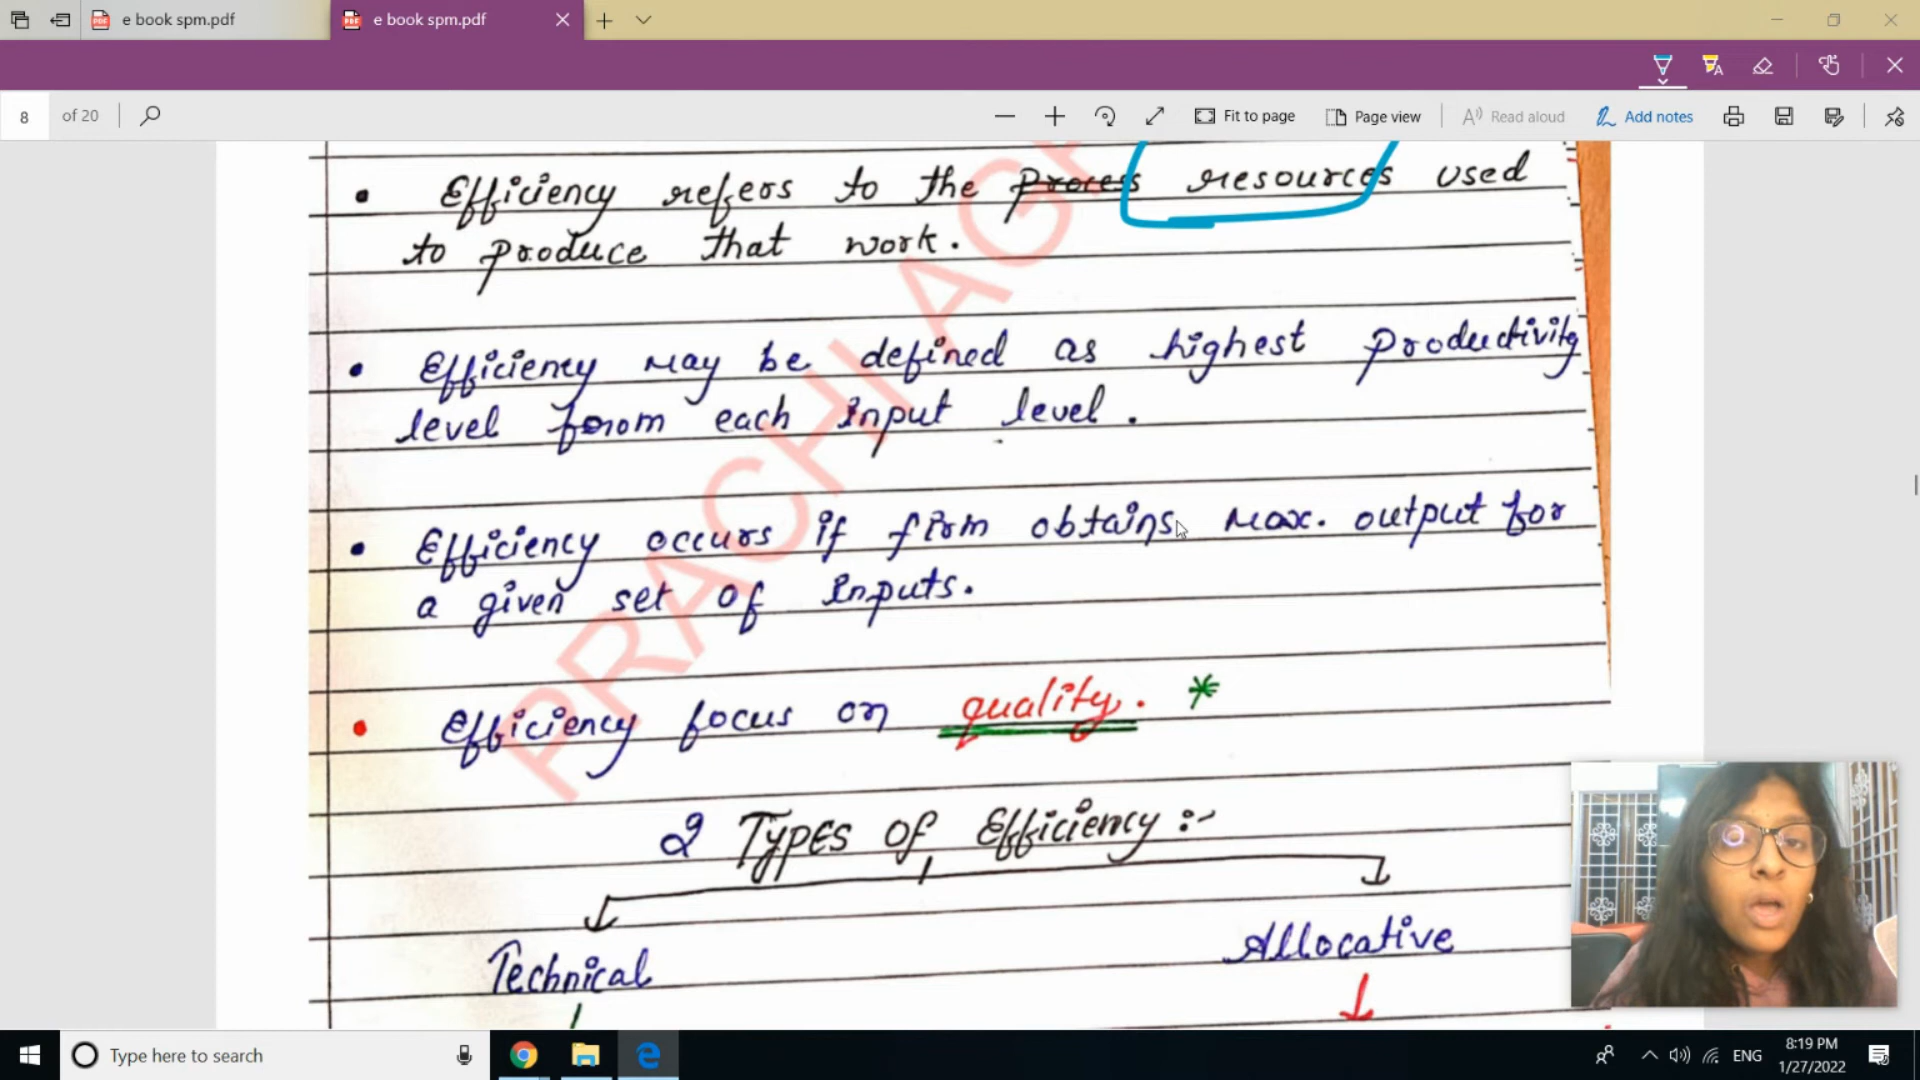 e book spm.pdf
e book spm.pdf
8 of 20
Fit to page
Page view
Read aloud
Add notes
• Efficiency refers to the process resources used
to produce that work.
• Efficiency may be defined as highest productivity
level from each input level.
• Efficiency occurs if firm obtains max. output for
a given set of inputs.
• Efficiency focus on quality. *
2 Types of Efficiency :-
Technical
Allocative
PRACHI AG
Type here to search
ENG
8:19 PM
1/27/2022